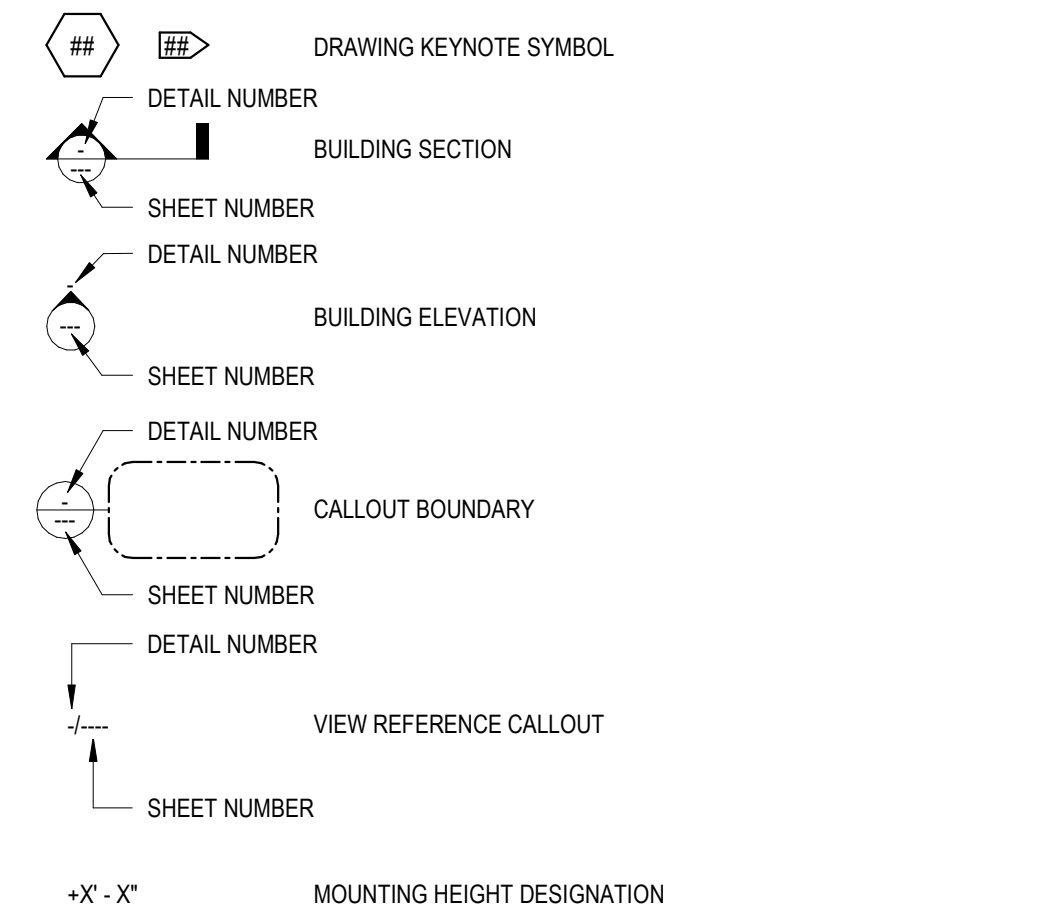 ## ## DRAWING KEYNOTE SYMBOL
DETAIL NUMBER
-
BUILDING SECTION
---
SHEET NUMBER
DETAIL NUMBER
-
BUILDING ELEVATION
---
SHEET NUMBER
DETAIL NUMBER
-
CALLOUT BOUNDARY
---
SHEET NUMBER
DETAIL NUMBER
-/---- VIEW REFERENCE CALLOUT
SHEET NUMBER
+X' - X" MOUNTING HEIGHT DESIGNATION